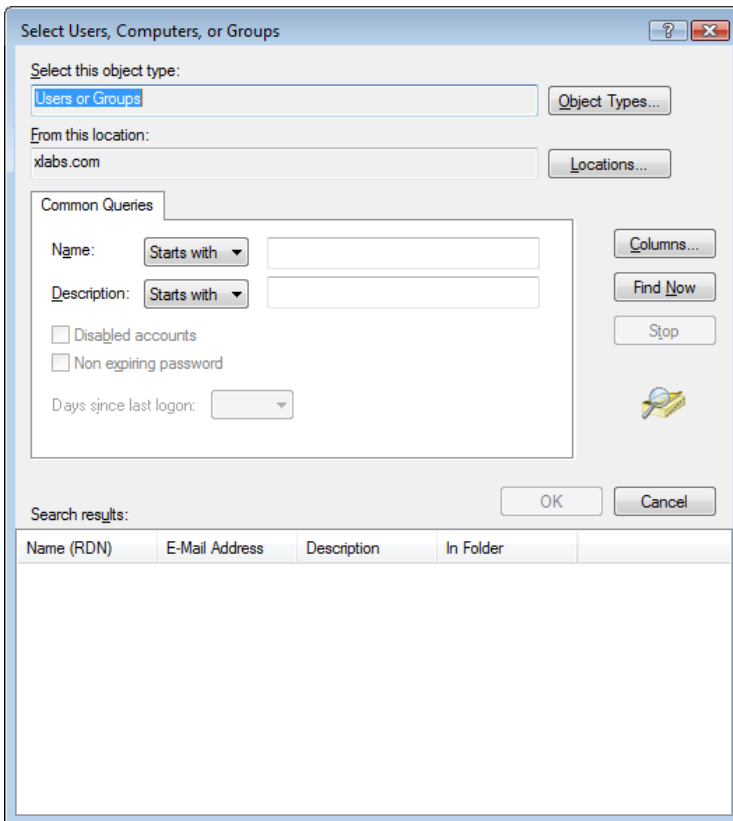 Select Users, Computers, or Groups
Select this object type:
Users or Groups
Object Types...
From this location:
xlabs.com
Locations...
Common Queries
Name:
Starts with
Columns...
Description:
Starts with
Find Now
Disabled accounts
Stop
Non expiring password
Days since last logon:
OK
Cancel
Search results:
Name (RDN)
E-Mail Address
Description
In Folder